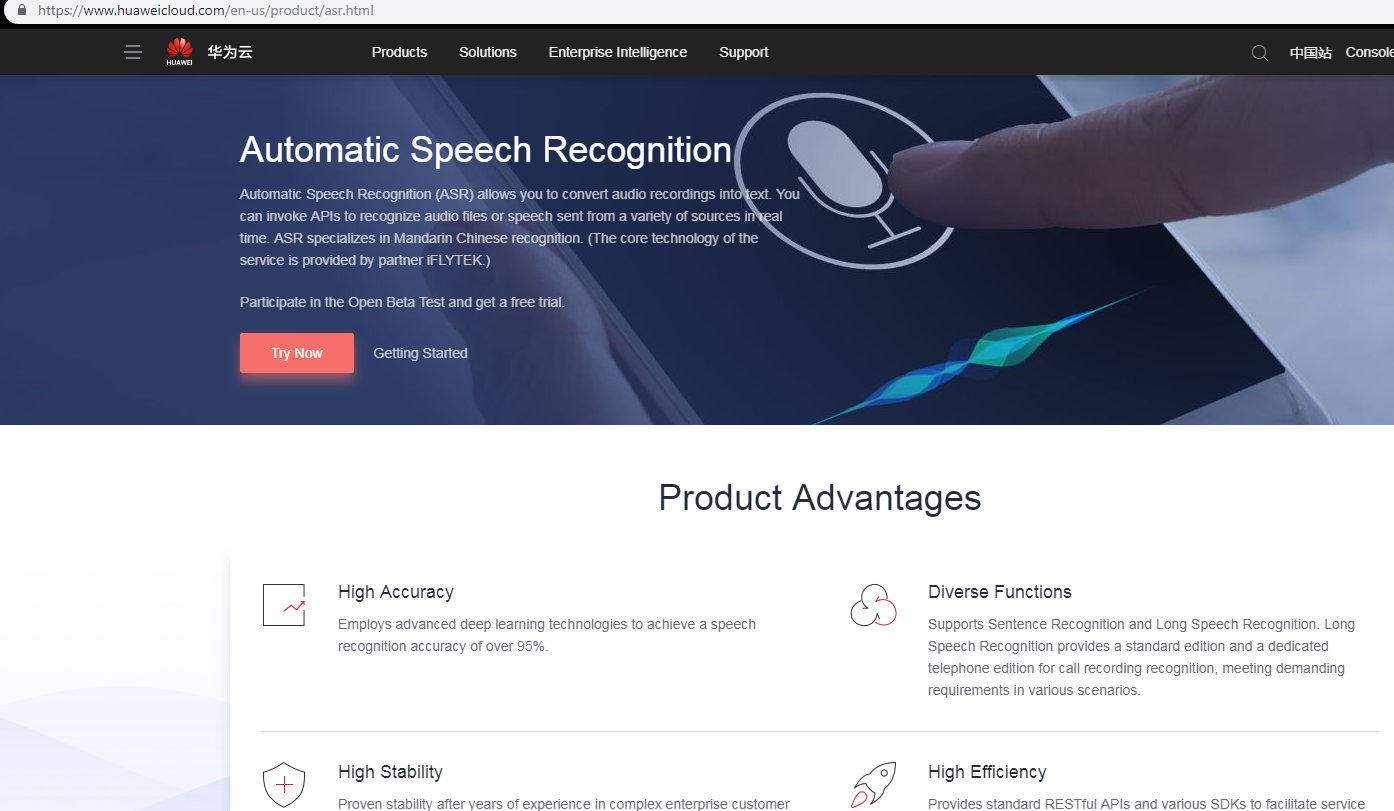 https://www.huaweicloud.com/en-us/product/asr.html
HUAWEI 华为云 Products Solutions Enterprise Intelligence Support 中国站 Console
Automatic Speech Recognition
Automatic Speech Recognition (ASR) allows you to convert audio recordings into text. You
can invoke APIs to recognize audio files or speech sent from a variety of sources in real
time. ASR specializes in Mandarin Chinese recognition. (The core technology of the
service is provided by partner iFLYTEK.)
Participate in the Open Beta Test and get a free trial.
Try Now Getting Started
Product Advantages
High Accuracy
Employs advanced deep learning technologies to achieve a speech
recognition accuracy of over 95%.
Diverse Functions
Supports Sentence Recognition and Long Speech Recognition. Long
Speech Recognition provides a standard edition and a dedicated
telephone edition for call recording recognition, meeting demanding
requirements in various scenarios.
High Stability
Proven stability after years of experience in complex enterprise customer
High Efficiency
Provides standard RESTful APIs and various SDKs to facilitate service